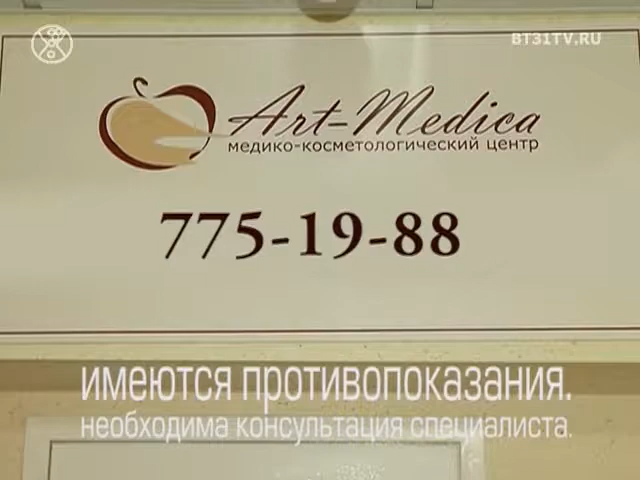 BT31TV.RU
Art-Medica
медико-косметологический центр
775-19-88
ИМЕЮТСЯ ПРОТИВОПОКАЗАНИЯ.
необходима консультация специалиста.